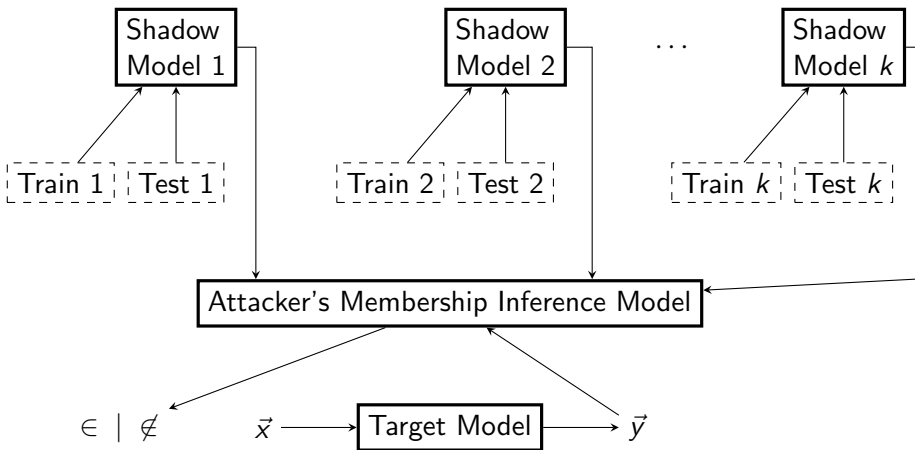 Shadow
Model 1
Shadow
Model 2
...
Shadow
Model k
Train 1
Test 1
Train 2
Test 2
Train k
Test k
Attacker's Membership Inference Model
∈ | ∉
x⃗
Target Model
y⃗